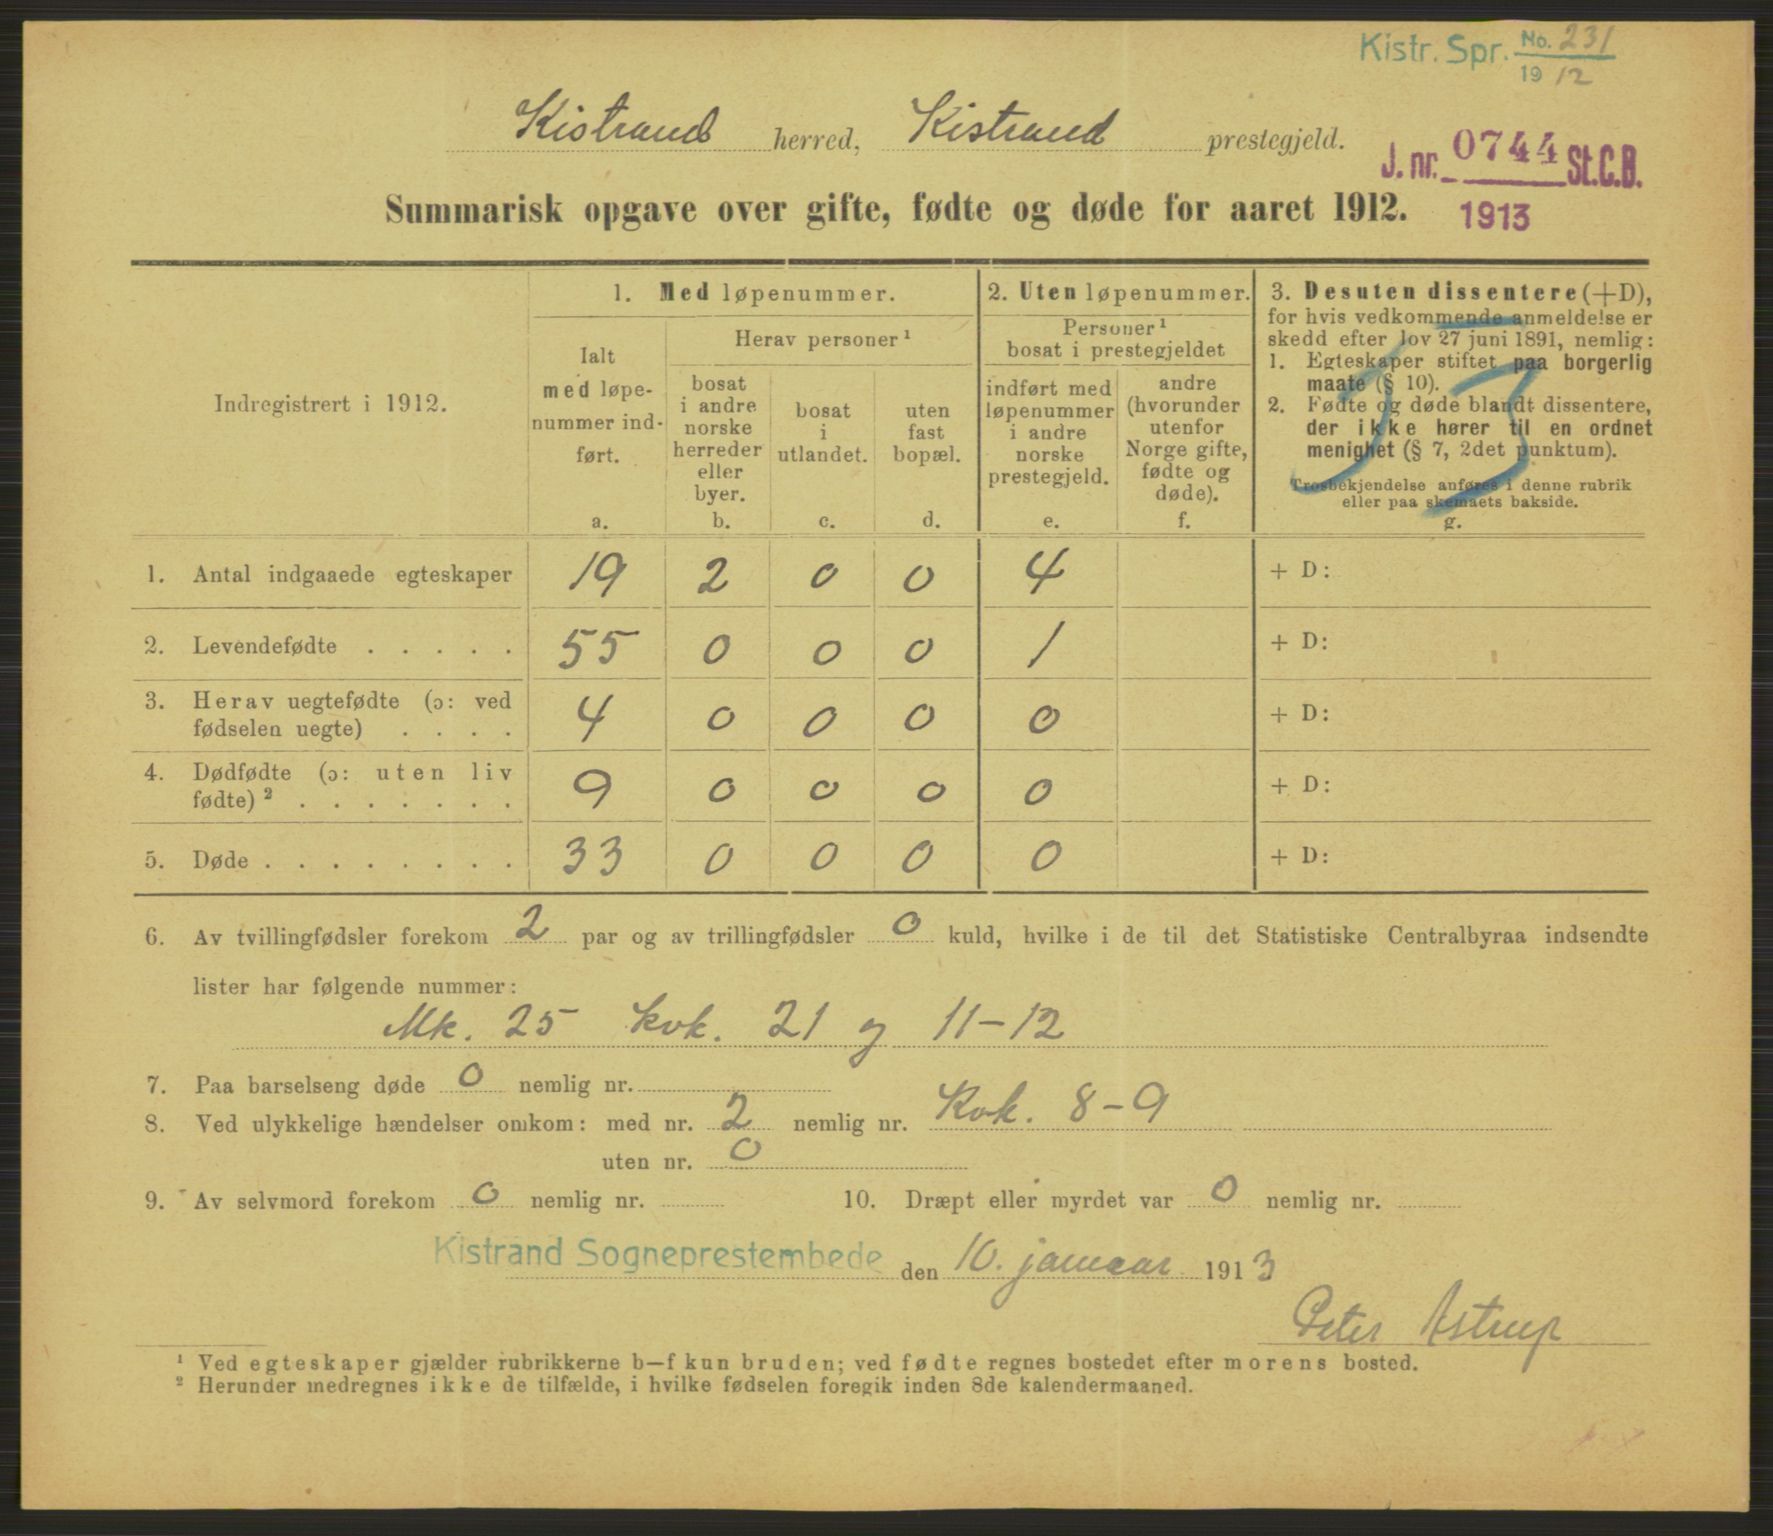 Kistr. Spr. No. 231
1912
Kistrand herred, Kistrand prestegjeld.
J. nr. 0744 St.C.B.
1913
Summarisk opgave over gifte, fødte og døde for aaret 1912.
Indregistrert i 1912.
1. Med løpenummer.
Ialt
med løpe-
nummer ind-
ført.
a.
Herav personer ¹
bosat
i andre
norske
herreder
eller
byer.
b.
bosat
i
utlandet.
c.
uten
fast
bopæl.
d.
2. Uten løpenummer.
Personer ¹
bosat i prestegjeldet
indført med
løpenummer
i andre
norske
prestegjeld.
e.
andre
(hvorunder
utenfor
Norge gifte,
fødte og
døde).
f.
3. Desuten dissentere (+D),
for hvis vedkommende anmeldelse er
skedd efter lov 27 juni 1891, nemlig:
1. Egteskaper stiftet paa borgerlig
maate (§ 10).
2. Fødte og døde blandt dissentere,
der ikke hører til en ordnet
menighet (§ 7, 2det punktum).
Trosbekjendelse anføres i denne rubrik
eller paa skemaets bakside.
g.
33
1. Antal indgaaede egteskaper 19 2 0 0 4 + D:
2. Levendefødte . . . . . 55 0 0 0 1 + D:
3. Herav uegtefødte (ɔ: ved
fødselen uegte) . . . . 4 0 0 0 0 + D:
4. Dødfødte (ɔ: uten liv
fødte) ² . . . . . . . 9 0 0 0 0 + D:
5. Døde . . . . . . . . 33 0 0 0 0 + D:
6. Av tvillingfødsler forekom 2 par og av trillingfødsler 0 kuld, hvilke i de til det Statistiske Centralbyraa indsendte
lister har følgende nummer:
Mk. 25 Kvk. 21 og 11-12
7. Paa barselseng døde 0 nemlig nr.
8. Ved ulykkelige hændelser omkom: med nr. 2 nemlig nr. Kvk. 8-9
uten nr. 0
9. Av selvmord forekom 0 nemlig nr. 10. Dræpt eller myrdet var 0 nemlig nr.
Kistrand Sogneprestembede den 10. januar 1913
Peter Astrup
¹ Ved egteskaper gjælder rubrikkerne b—f kun bruden; ved fødte regnes bostedet efter morens bosted.
² Herunder medregnes ikke de tilfælde, i hvilke fødselen foregik inden 8de kalendermaaned.